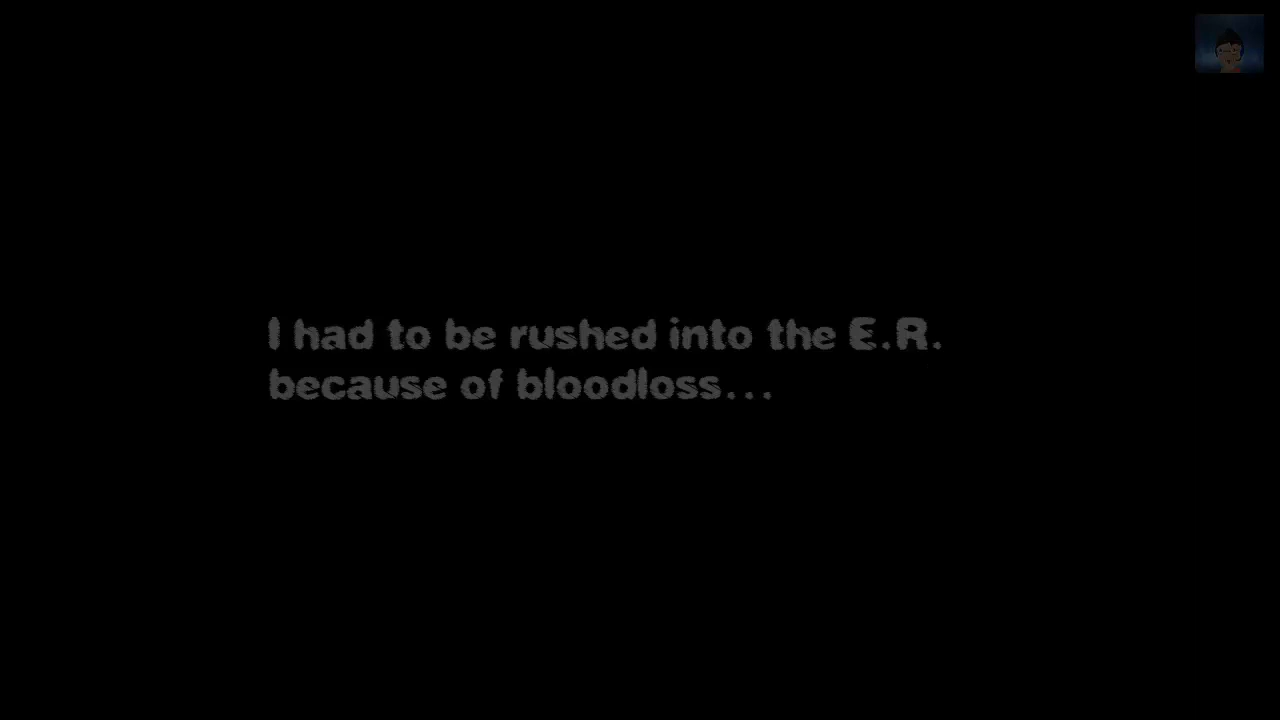 I had to be rushed into the E.R.
because of bloodloss...